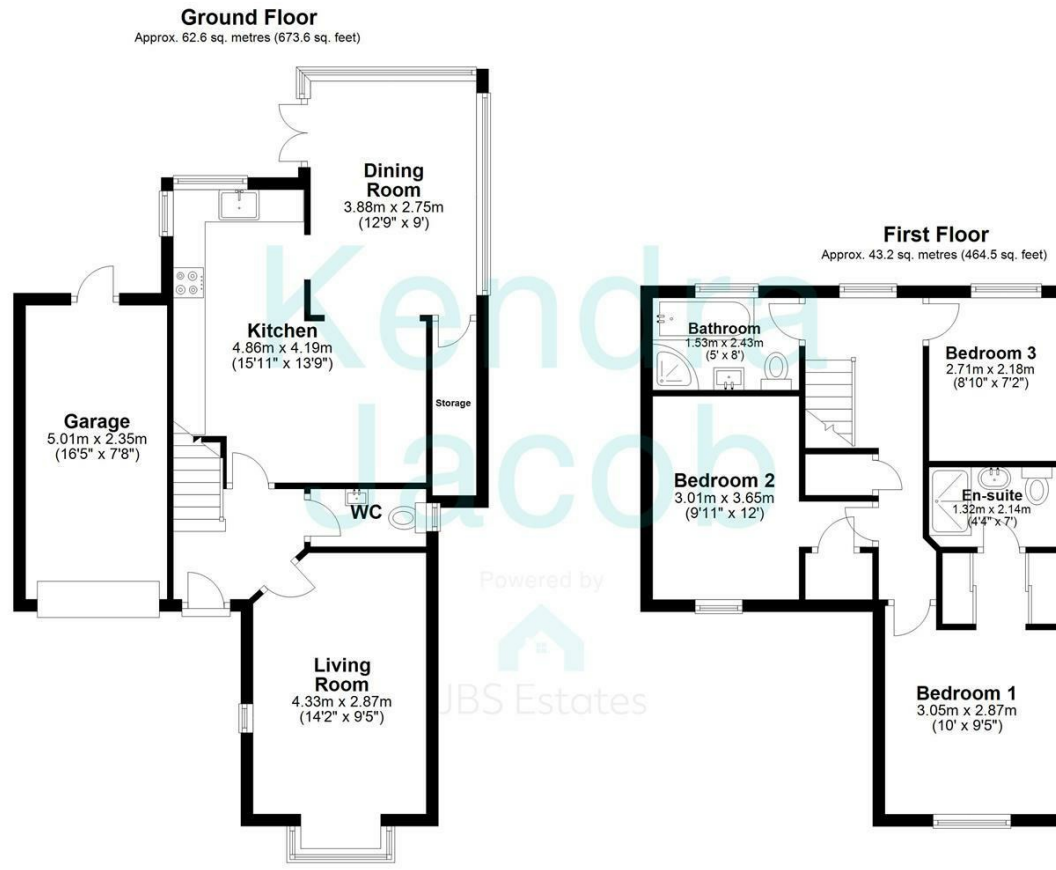 Ground Floor
Approx. 62.6 sq. metres (673.6 sq. feet)
Dining
Room
3.88m x 2.75m
(12'9" x 9')
Kitchen
4.86m x 4.19m
(15'11" x 13'9")
Storage
Garage
5.01m x 2.35m
(16'5" x 7'8")
WC
Living
Room
4.33m x 2.87m
(14'2" x 9'5")
First Floor
Approx. 43.2 sq. metres (464.5 sq. feet)
Bathroom
1.53m x 2.43m
(5' x 8')
Bedroom 3
2.71m x 2.18m
(8'10" x 7'2")
Bedroom 2
3.01m x 3.65m
(9'11" x 12')
En-suite
1.32m x 2.14m
(4'4" x 7')
Bedroom 1
3.05m x 2.87m
(10' x 9'5")
Kendra
Jacob
Powered by
JBS Estates